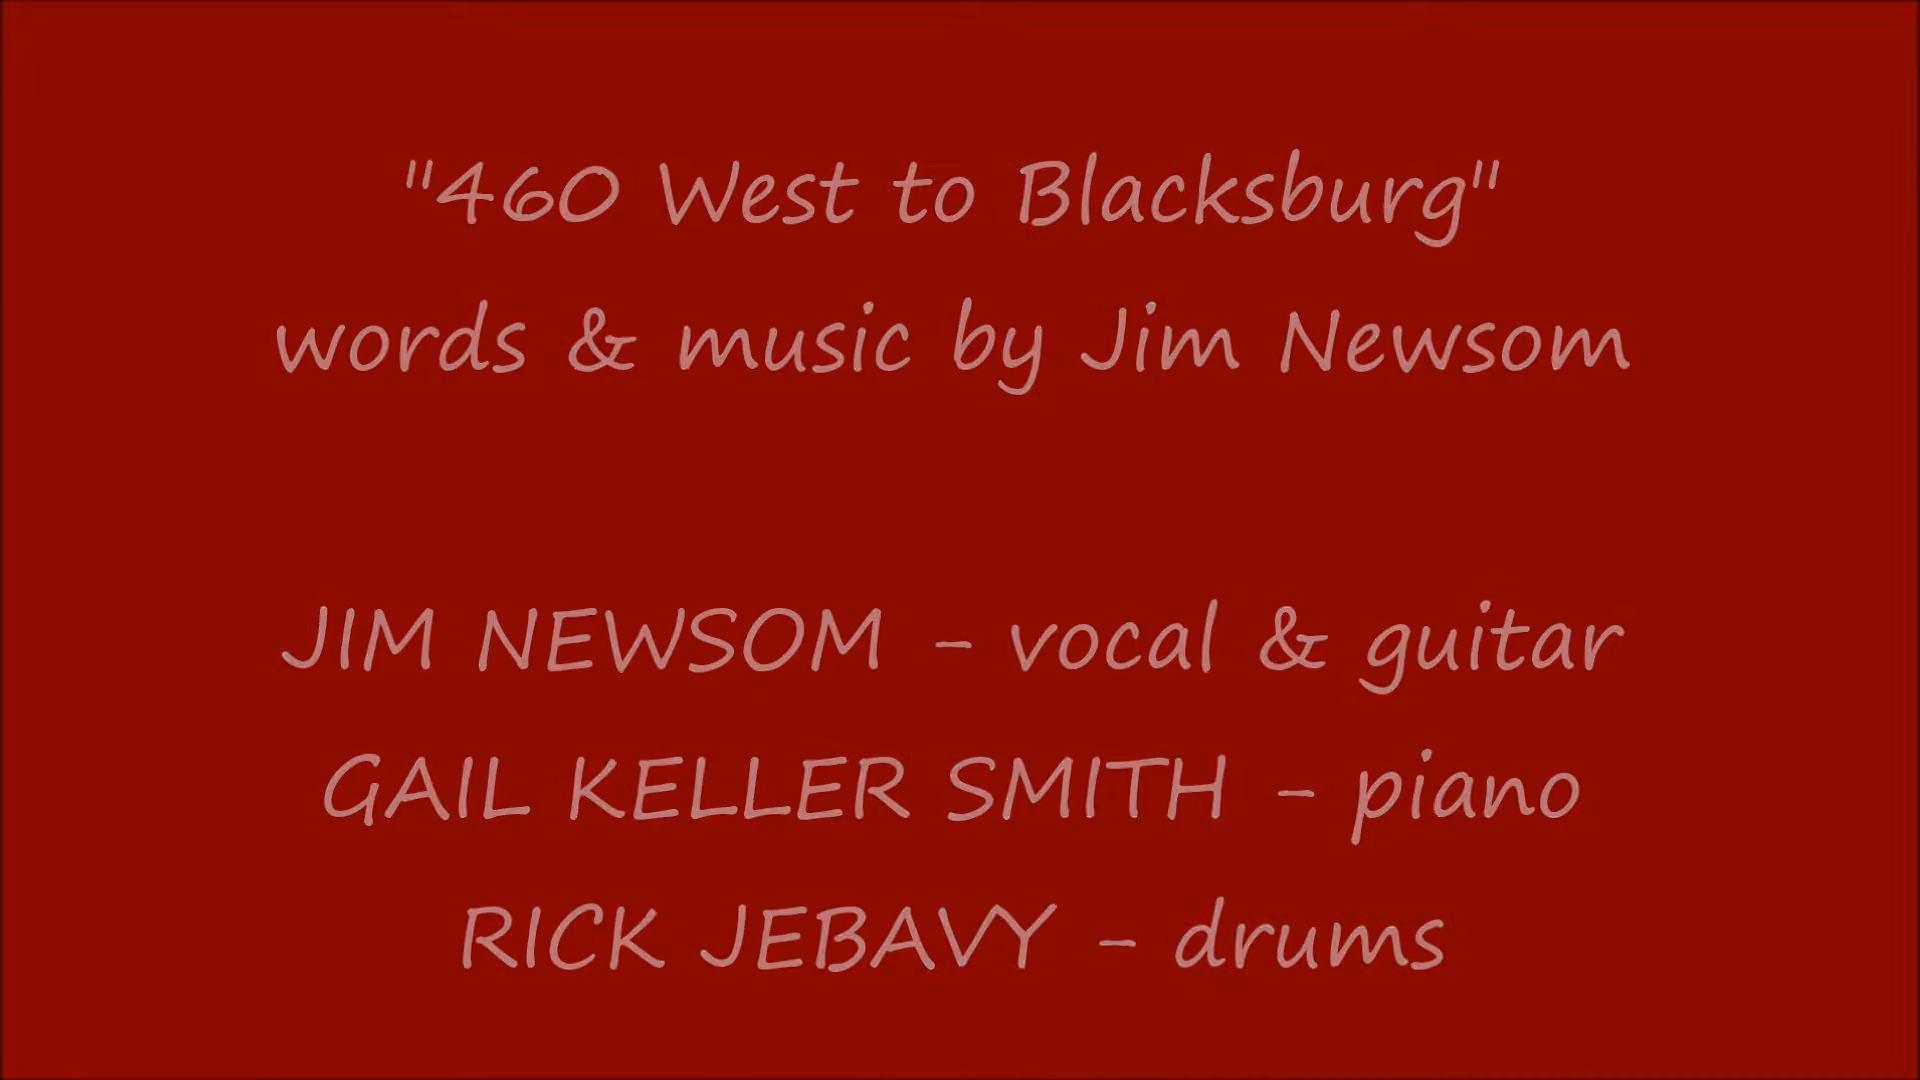 "460 West to Blacksburg"
words & music by Jim Newsom
JIM NEWSOM - vocal & guitar
GAIL KELLER SMITH - piano
RICK JEBAVY - drums